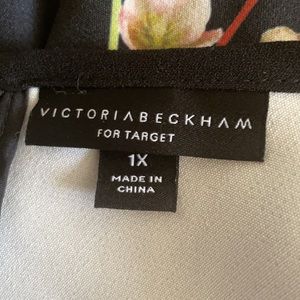 VICTORIABECKHAM
FOR TARGET
1X
MADE IN
CHINA